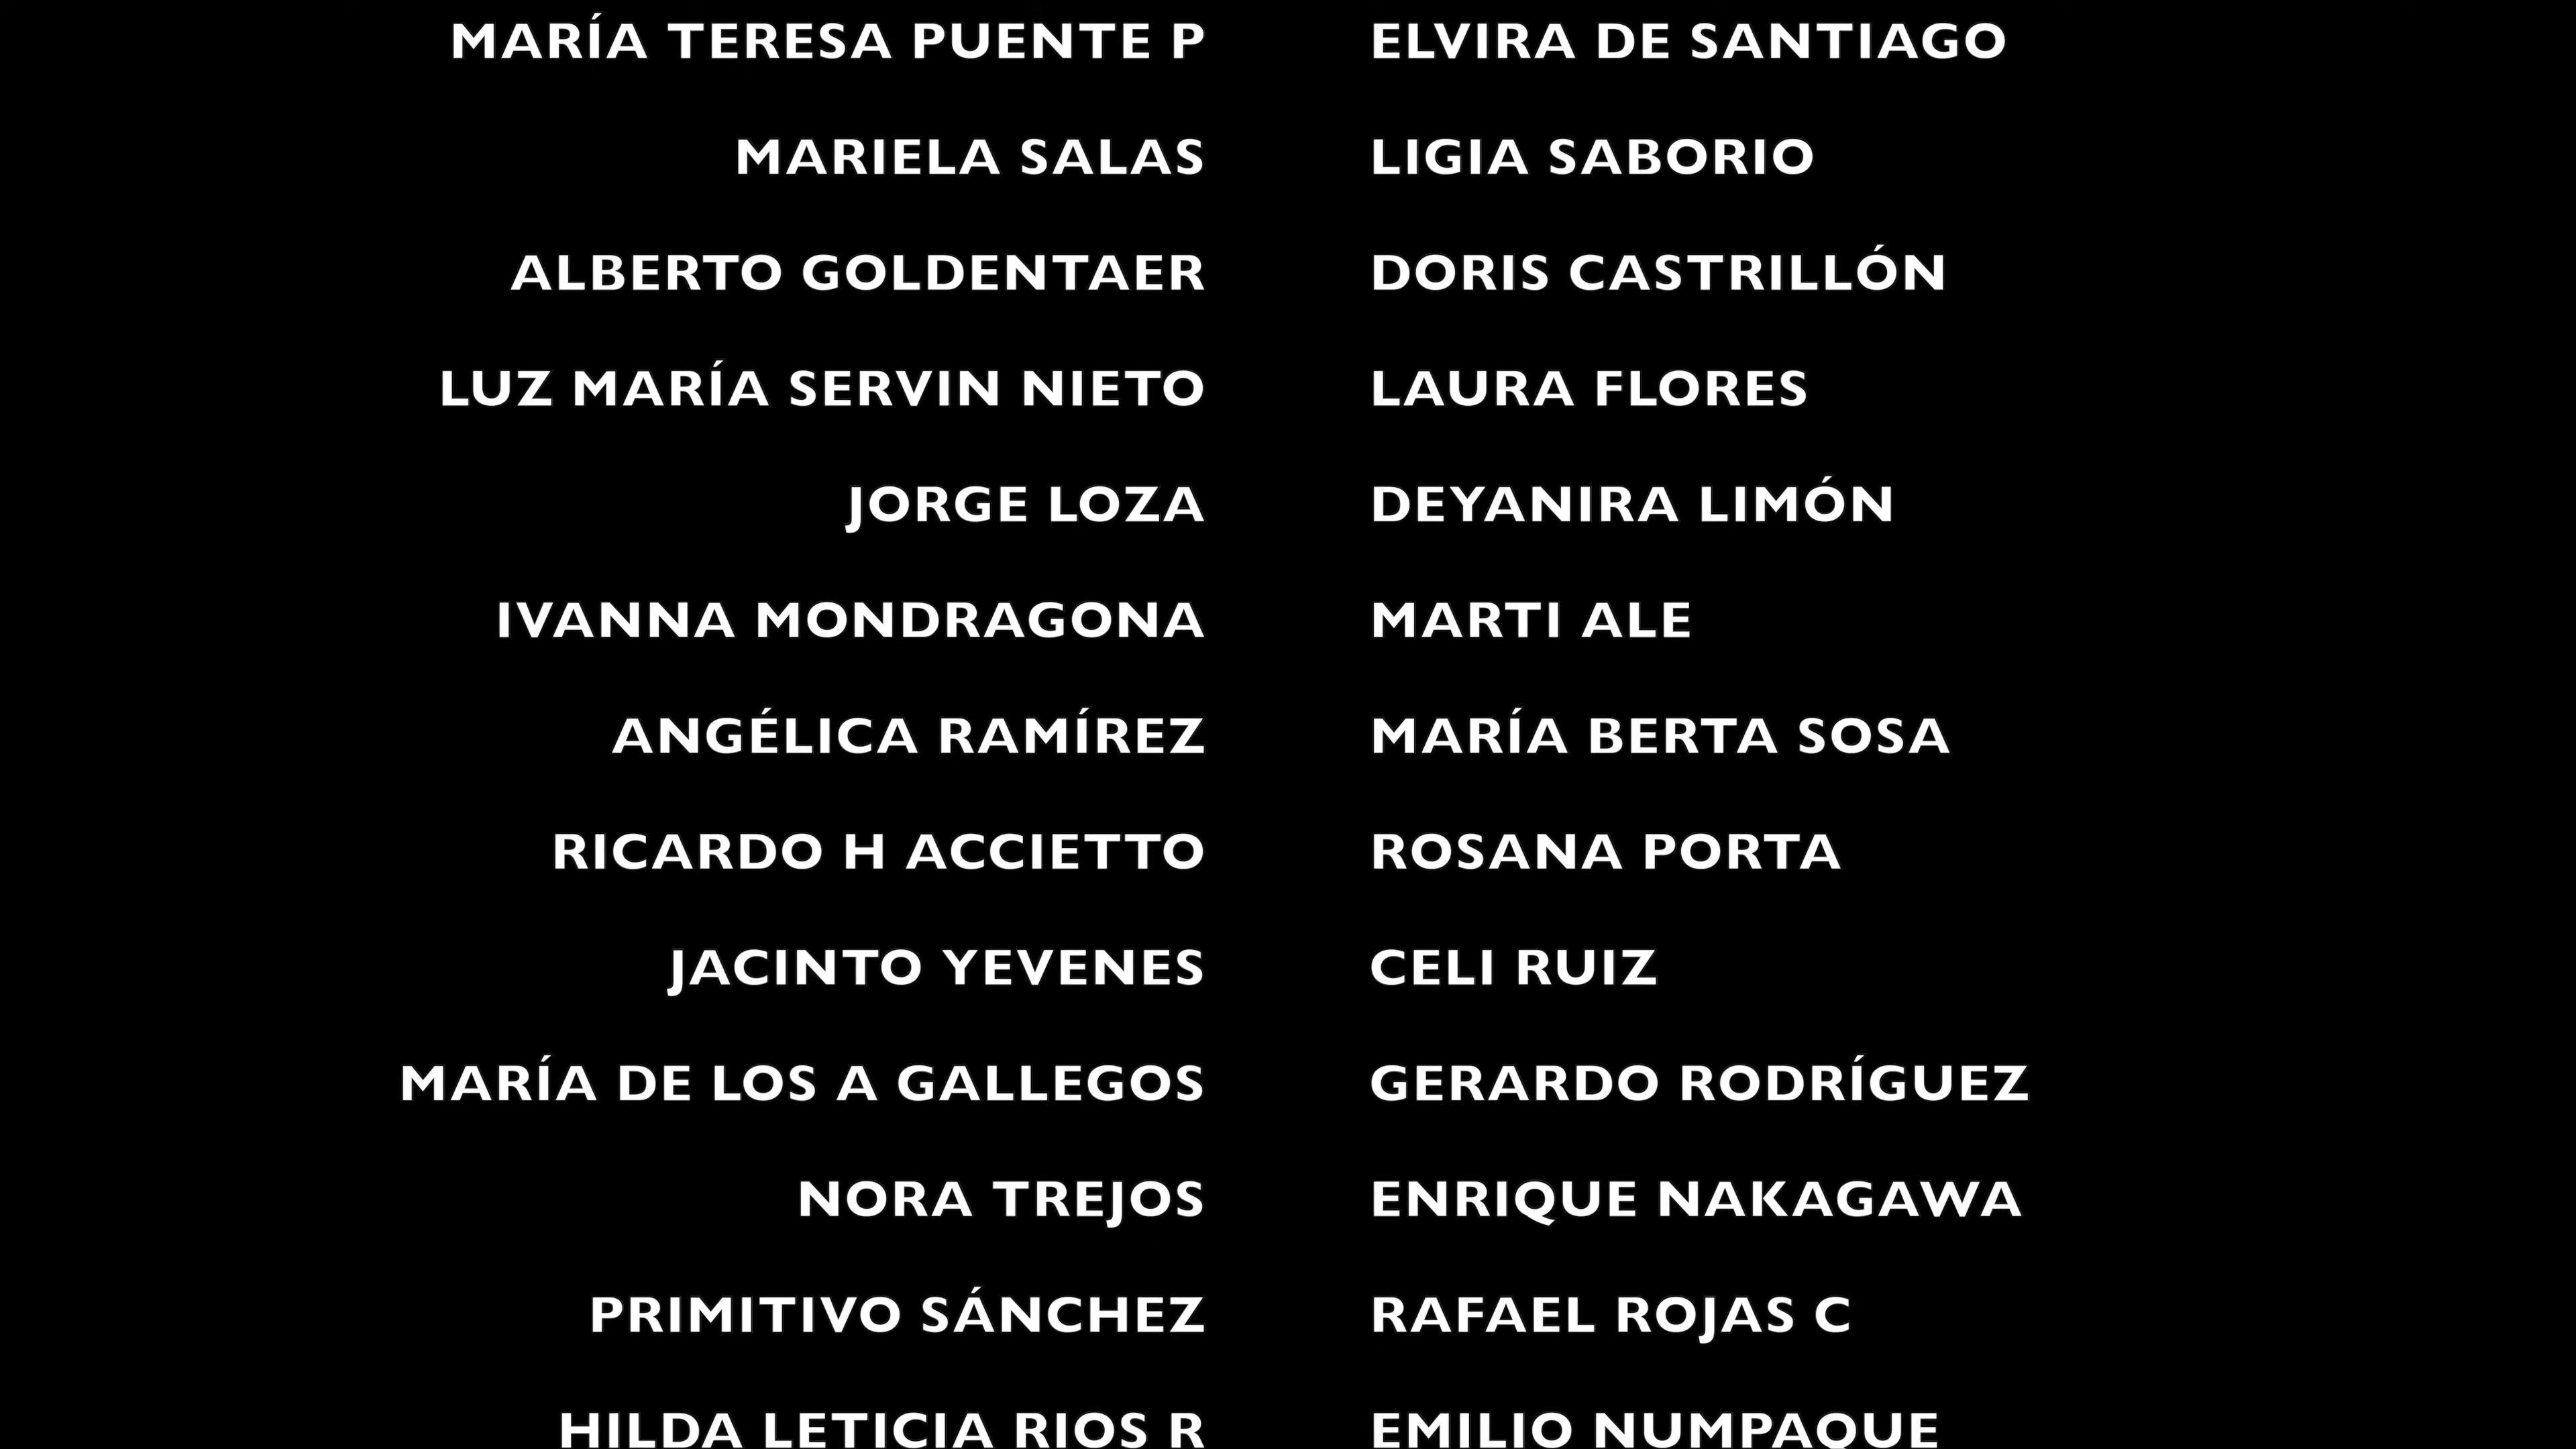 MARÍA TERESA PUENTE P ELVIRA DE SANTIAGO
MARIELA SALAS LIGIA SABORIO
ALBERTO GOLDENTAER DORIS CASTRILLÓN
LUZ MARÍA SERVIN NIETO LAURA FLORES
JORGE LOZA DEYANIRA LIMÓN
IVANNA MONDRAGONA MARTI ALE
ANGÉLICA RAMÍREZ MARÍA BERTA SOSA
RICARDO H ACCIETTO ROSANA PORTA
JACINTO YEVENES CELI RUIZ
MARÍA DE LOS A GALLEGOS GERARDO RODRÍGUEZ
NORA TREJOS ENRIQUE NAKAGAWA
PRIMITIVO SÁNCHEZ RAFAEL ROJAS C
HILDA LETICIA RIOS R EMILIO NUMPAQUE